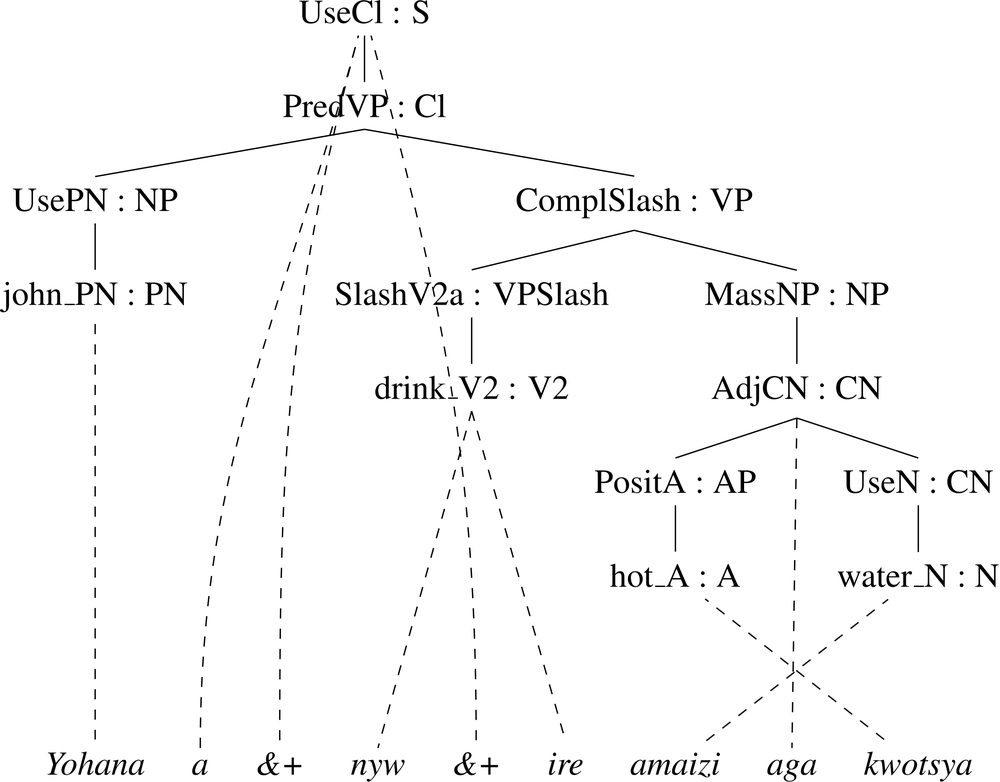 UseCl : S
PredVP : Cl
UsePN : NP ComplSlash : VP
john_PN : PN SlashV2a : VPSlash MassNP : NP
drink_V2 : V2 AdjCN : CN
PositA : AP UseN : CN
hot_A : A water_N : N
Yohana a &+ nyw &+ ire amaizi aga kwotsya